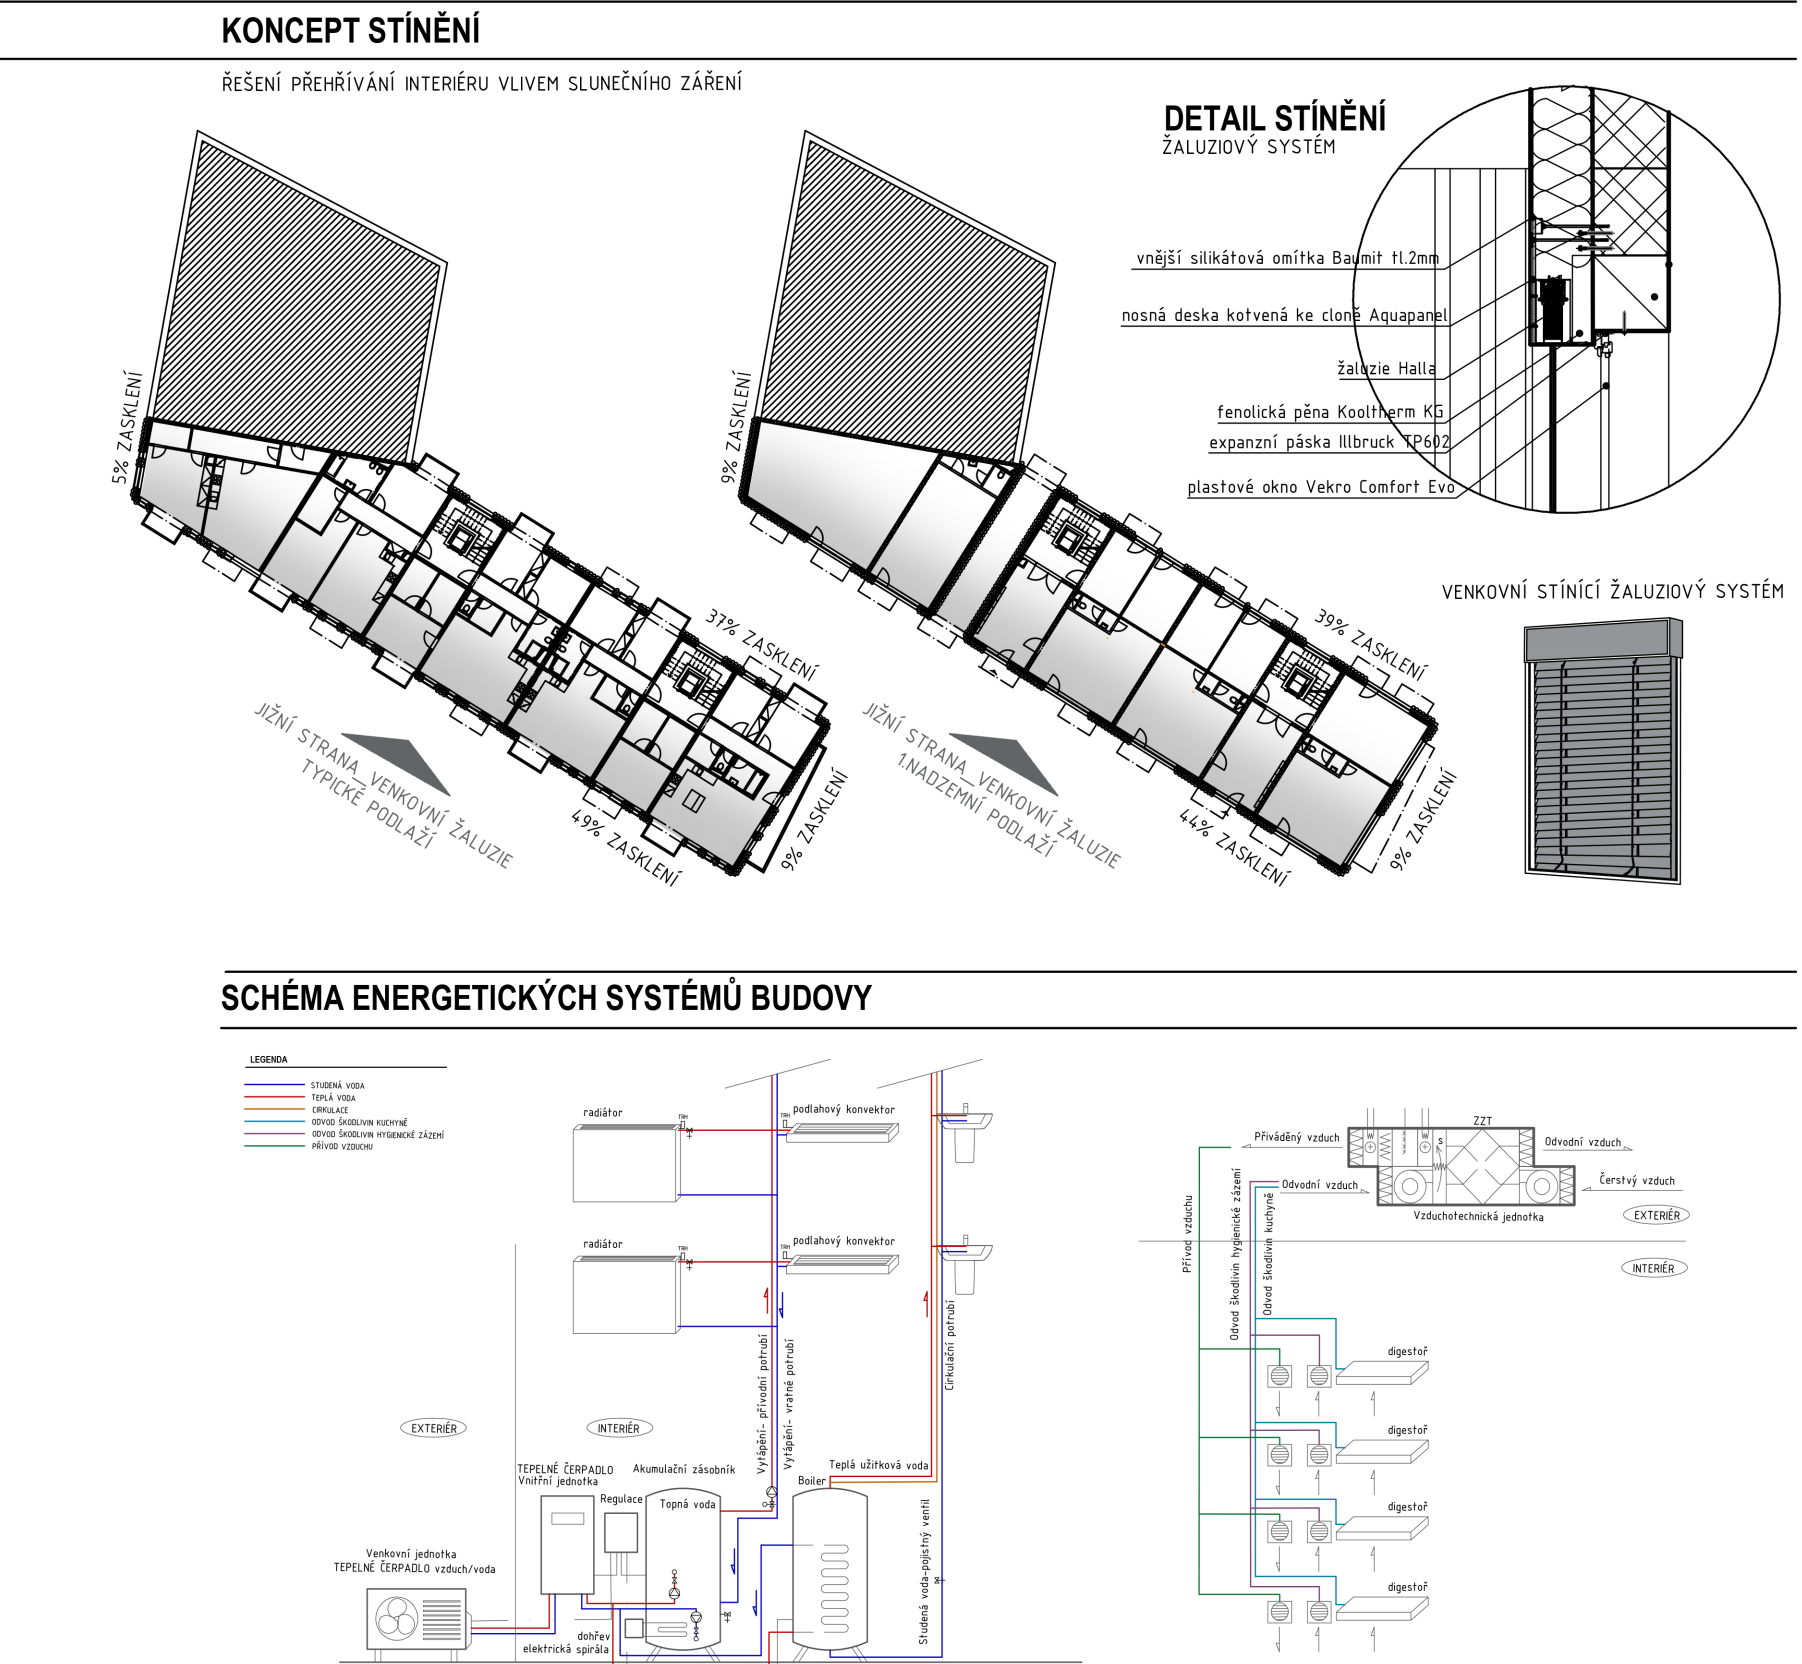 KONCEPT STÍNĚNÍ
ŘEŠENÍ PŘEHŘÍVÁNÍ INTERIÉRU VLIVEM SLUNEČNÍHO ZÁŘENÍ
5% ZASKLENÍ
37% ZASKLENÍ
49% ZASKLENÍ
9% ZASKLENÍ
JIŽNÍ STRANA_VENKOVNÍ ŽALUZIE
TYPICKÉ PODLAŽÍ
9% ZASKLENÍ
39% ZASKLENÍ
44% ZASKLENÍ
9% ZASKLENÍ
JIŽNÍ STRANA_VENKOVNÍ ŽALUZIE
1.NADZEMNÍ PODLAŽÍ
DETAIL STÍNĚNÍ
ŽALUZIOVÝ SYSTÉM
vnější silikátová omítka Baumit tl.2mm
nosná deska kotvená ke cloně Aquapanel
žaluzie Halla
fenolická pěna Kooltherm KG
expanzní páska Illbruck TP602
plastové okno Vekro Comfort Evo
VENKOVNÍ STÍNÍCÍ ŽALUZIOVÝ SYSTÉM
SCHÉMA ENERGETICKÝCH SYSTÉMŮ BUDOVY
LEGENDA
STUDENÁ VODA
TEPLÁ VODA
CIRKULACE
ODVOD ŠKODLIVIN KUCHYNĚ
ODVOD ŠKODLIVIN HYGIENICKÉ ZÁZEMÍ
PŘÍVOD VZDUCHU
radiátor
TRH
TRH
podlahový konvektor
radiátor
TRH
TRH
podlahový konvektor
Vytápění- přívodní potrubí
Vytápění- vratné potrubí
Cirkulační potrubí
EXTERIÉR
INTERIÉR
TEPELNÉ ČERPADLO
Vnitřní jednotka
Regulace
Akumulační zásobník
Topná voda
Boiler
Teplá užitková voda
Studená voda-pojistný ventil
Venkovní jednotka
TEPELNÉ ČERPADLO vzduch/voda
dohřev
elektrická spirála
ZZT
S
Přiváděný vzduch
Odvodní vzduch
Odvodní vzduch
Čerstvý vzduch
Vzduchotechnická jednotka
EXTERIÉR
INTERIÉR
Přívod vzduchu
Odvod škodlivin hygienické zázemí
Odvod škodlivin kuchyně
digestoř
digestoř
digestoř
digestoř